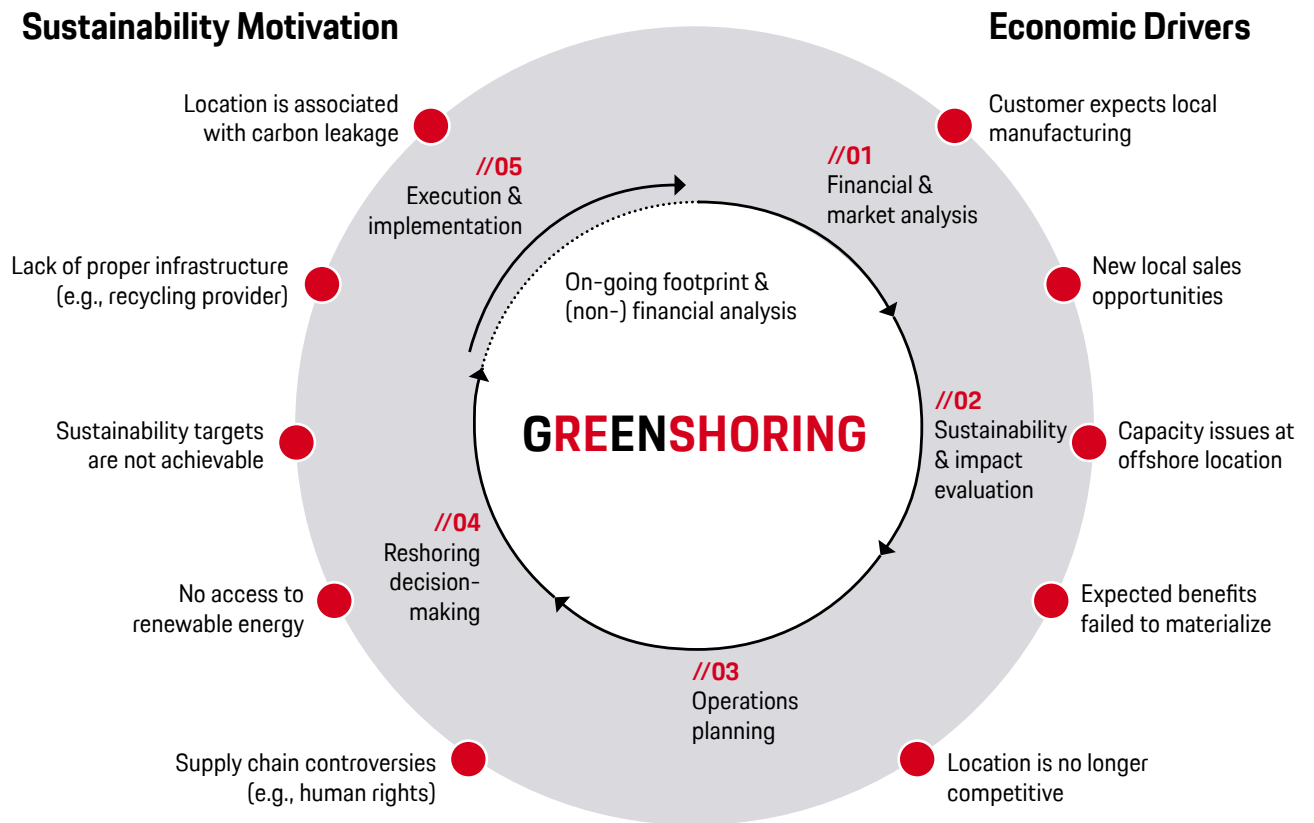 Sustainability Motivation
Economic Drivers
Location is associated
with carbon leakage
Lack of proper infrastructure
(e.g., recycling provider)
Sustainability targets
are not achievable
No access to
renewable energy
Supply chain controversies
(e.g., human rights)
Customer expects local
manufacturing
New local sales
opportunities
Capacity issues at
offshore location
Expected benefits
failed to materialize
Location is no longer
competitive
//01
Financial &
market analysis
//02
Sustainability
& impact
evaluation
//03
Operations
planning
//04
Reshoring
decision-
making
//05
Execution &
implementation
On-going footprint &
(non-) financial analysis
GREENSHORING